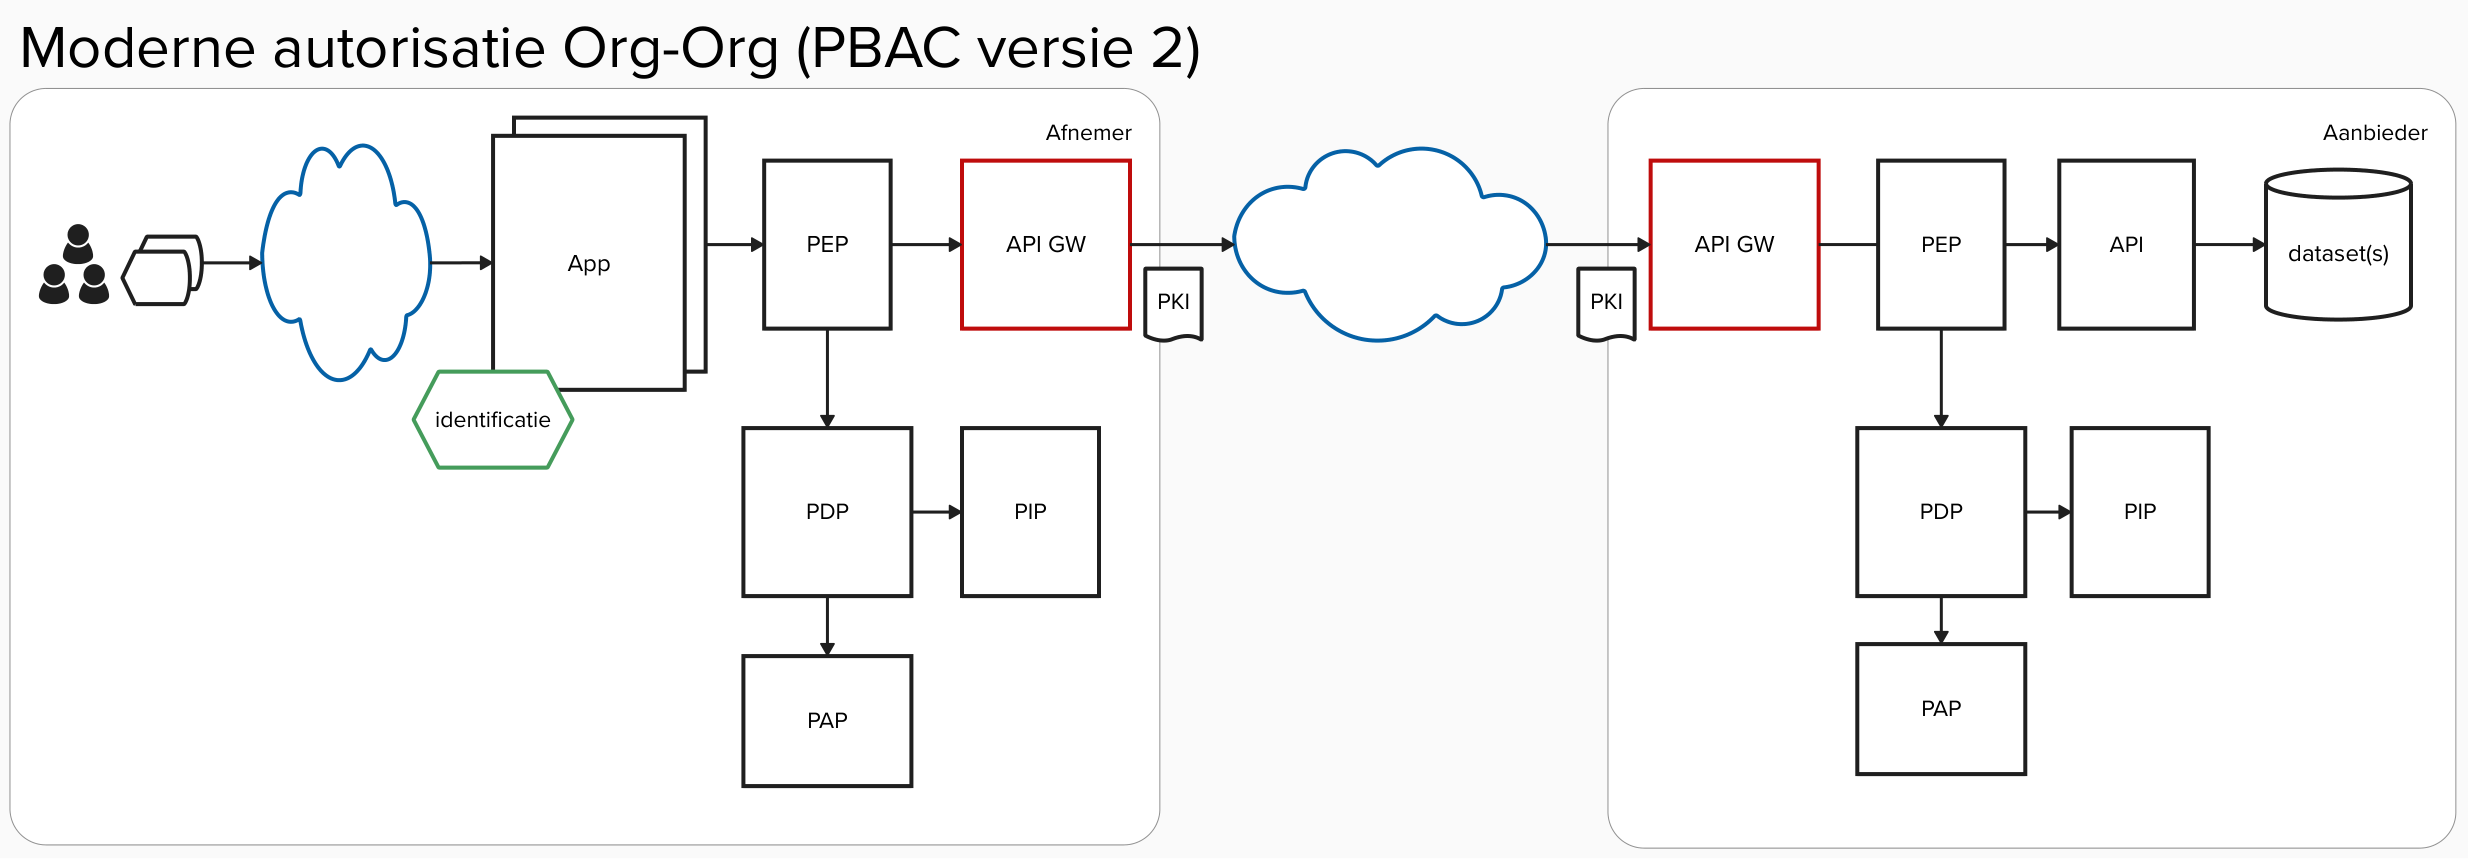 Moderne autorisatie Org-Org (PBAC versie 2)
Afnemer
App
identificatie
PEP
API GW
PKI
PDP
PIP
PAP
Aanbieder
PKI
API GW
PEP
API
dataset(s)
PDP
PIP
PAP